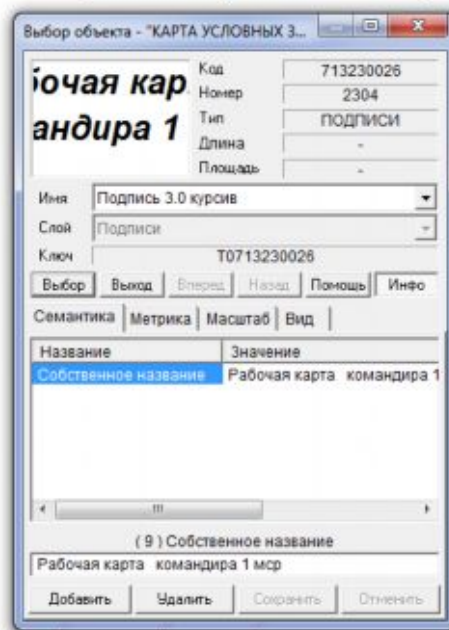 Выбор объекта - "КАРТА УСЛОВНЫХ З...
бочая кар
андира 1
Код 713230026
Номер 2304
Тип ПОДПИСИ
Длина -
Площадь -
Имя Подпись 3.0 курсив
Слой Подписи
Ключ T0713230026
Выбор Выход Вперед Назад Помощь Инфо
Семантика Метрика Масштаб Вид
Название Значение
Собственное название Рабочая карта командира 1
( 9 ) Собственное название
Рабочая карта командира 1 мср
Добавить Удалить Сохранить Отменить